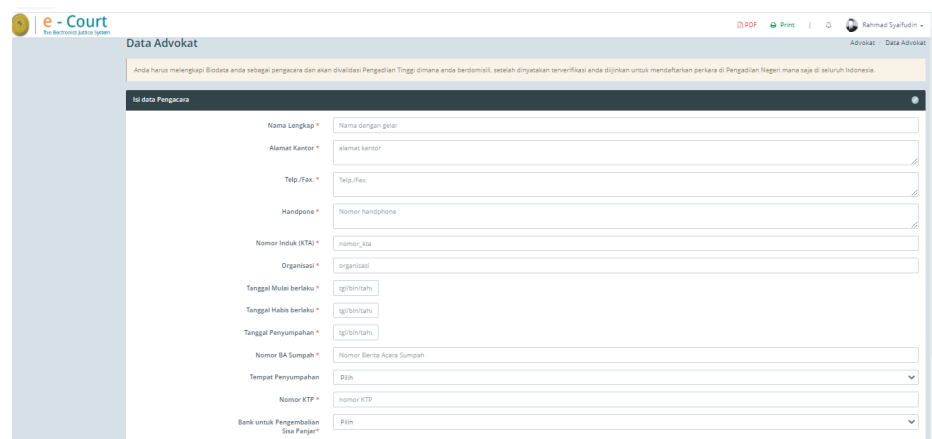 e - Court
The Electronics Justice System
PDF Print | Rahmad Syaifudin
Data Advokat
Advokat Data Advokat
Anda harus melengkapi Biodata anda sebagai pengacara dan akan divalidasi Pengadilan Tinggi dimana anda berdomisili, setelah dinyatakan terverifikasi anda diijinkan untuk mendaftarkan perkara di Pengadilan Negeri mana saja di seluruh Indonesia.
Isi data Pengacara
Nama Lengkap * Nama dengan gelar
Alamat Kantor * alamat kantor
Telp./Fax. * Telp./Fax.
Handpone * Nomor handphone
Nomor Induk (KTA) * nomor_kta
Organisasi * organisasi
Tanggal Mulai berlaku * tgl/bln/tahu
Tanggal Habis berlaku * tgl/bln/tahu
Tanggal Penyumpahan * tgl/bln/tahu
Nomor BA Sumpah * Nomor Berita Acara Sumpah
Tempat Penyumpahan Pilih
Nomor KTP * nomor KTP
Bank untuk Pengembalian Pilih
Sisa Panjar*